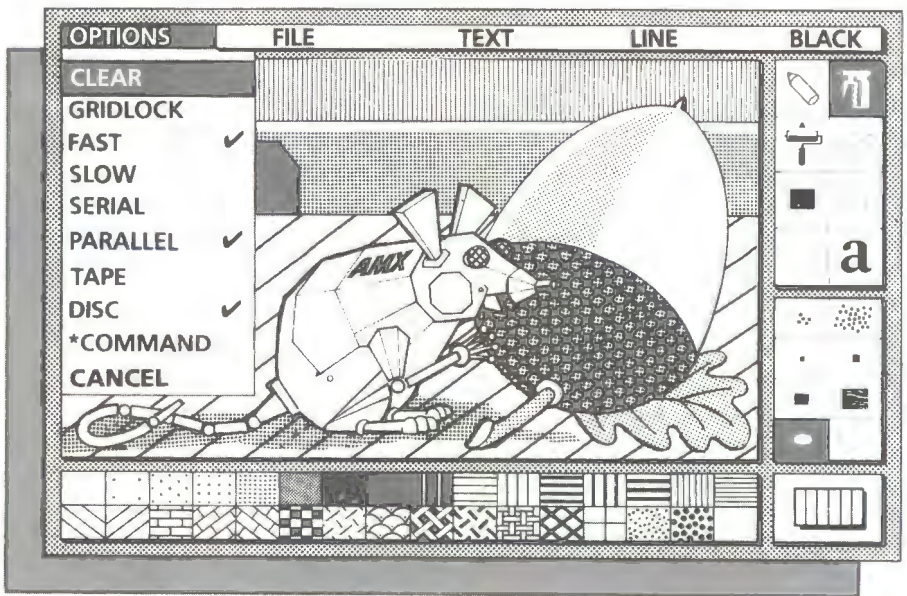 OPTIONS FILE TEXT LINE BLACK
CLEAR
GRIDLOCK
FAST ✔
SLOW
SERIAL
PARALLEL ✔
TAPE
DISC ✔
*COMMAND
CANCEL
AMX
a